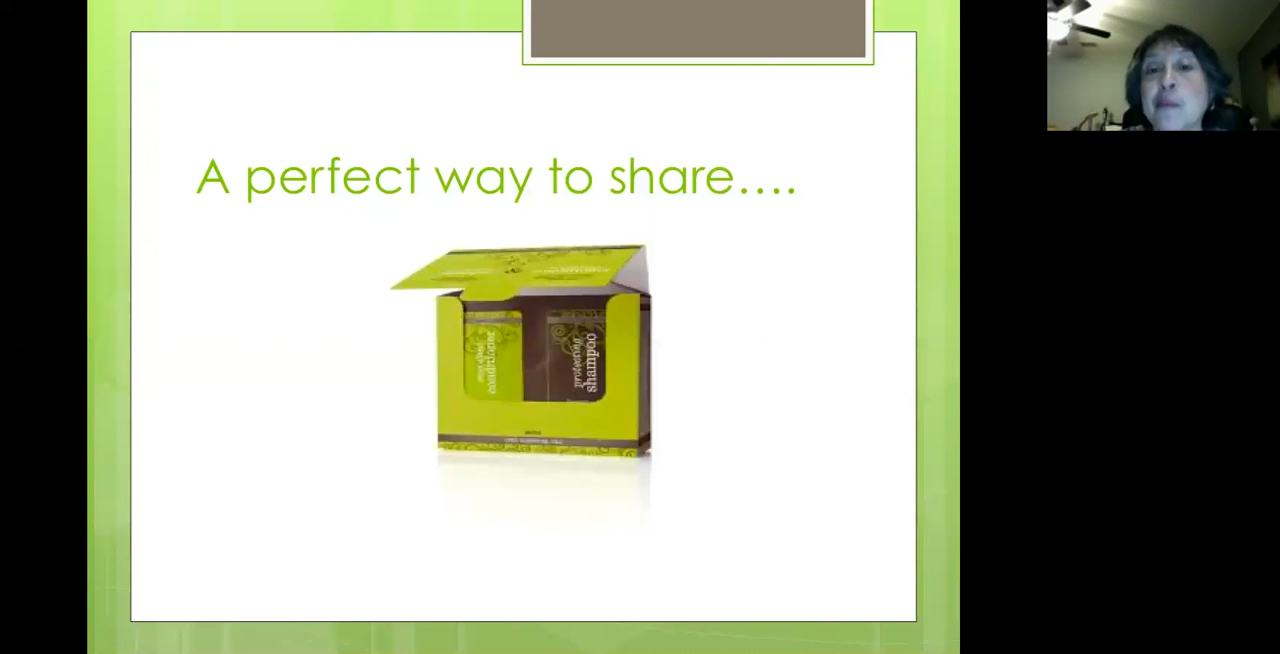 A perfect way to share....
conditioner
protecting
shampoo